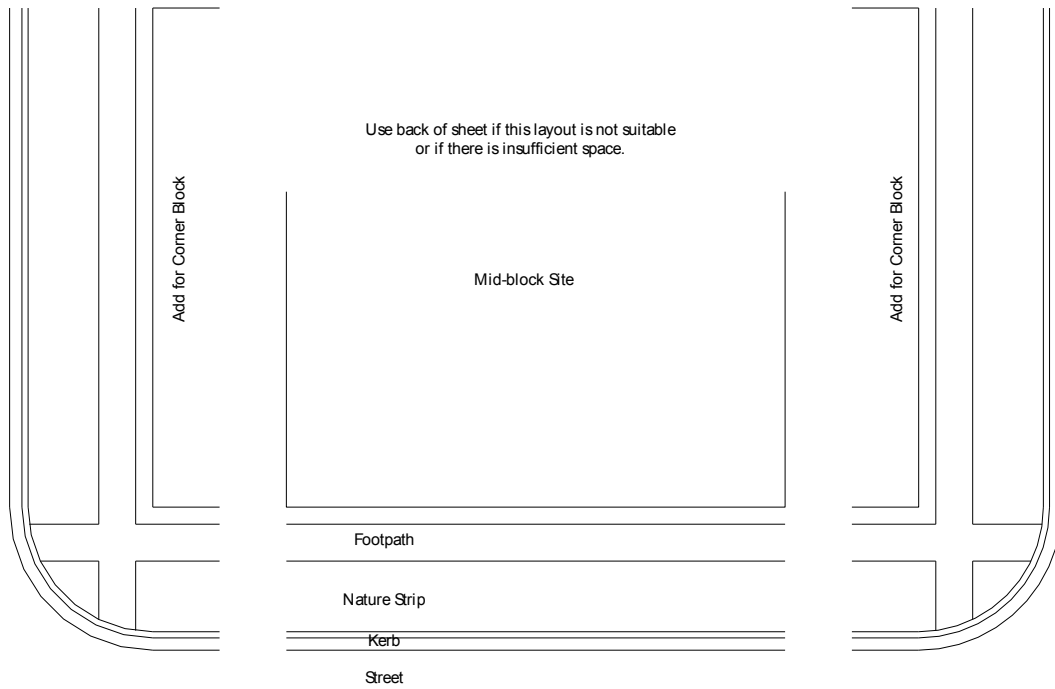 Use back of sheet if this layout is not suitable
or if there is insufficient space.
Add for Corner Block
Mid-block Site
Add for Corner Block
Footpath
Nature Strip
Kerb
Street